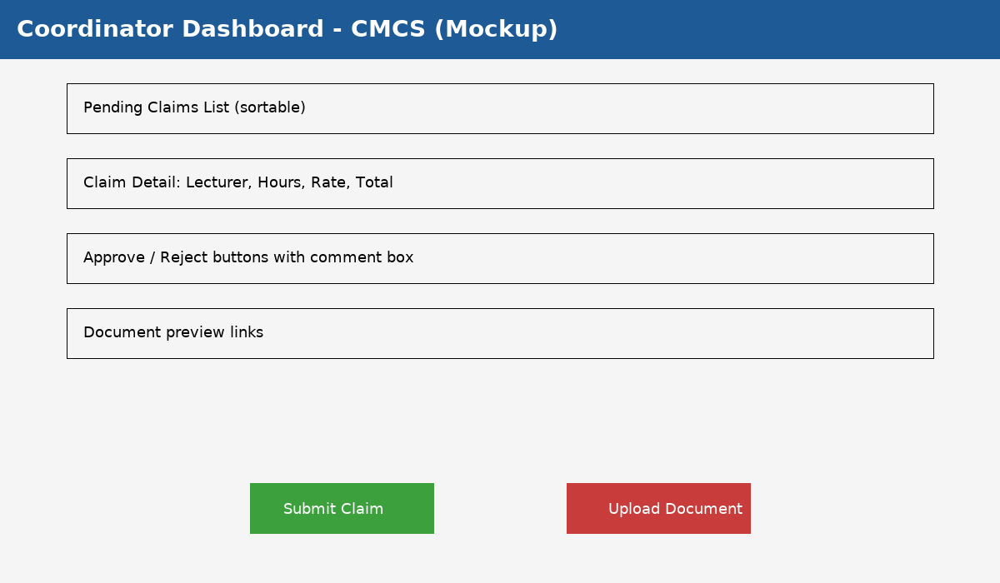 Coordinator Dashboard - CMCS (Mockup)
Pending Claims List (sortable)
Claim Detail: Lecturer, Hours, Rate, Total
Approve / Reject buttons with comment box
Document preview links
Submit Claim
Upload Document